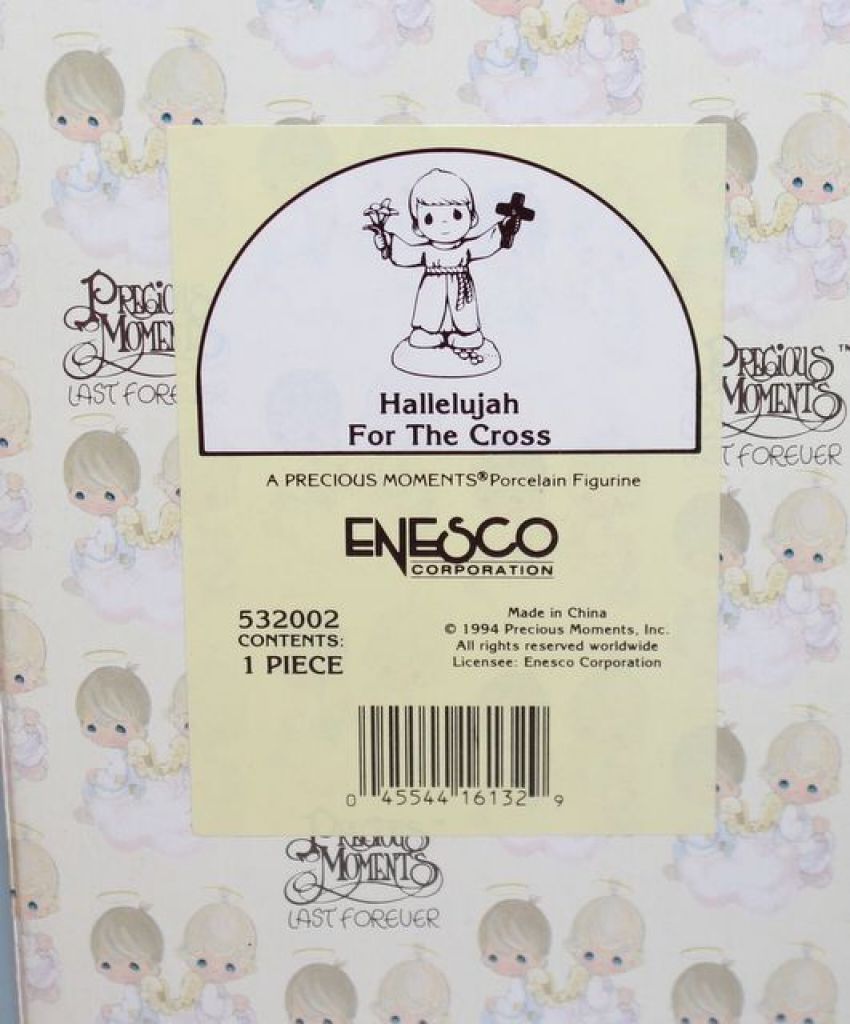 PRECIOUS
MOMENTS
LAST FOREVER
Hallelujah
For The Cross
PRECIOUS™
MOMENTS
LAST FOREVER
A PRECIOUS MOMENTS® Porcelain Figurine
ENESCO
CORPORATION
532002
CONTENTS:
1 PIECE
Made in China
© 1994 Precious Moments, Inc.
All rights reserved worldwide
Licensee: Enesco Corporation
0 45544 16132 9
PRECIOUS
MOMENTS
LAST FOREVER